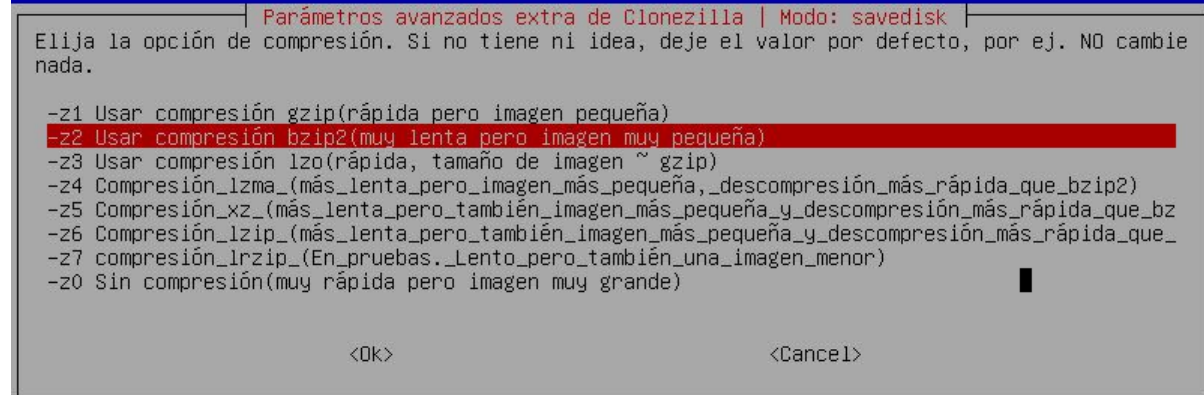 Parámetros avanzados extra de Clonezilla | Modo: savedisk
Elija la opción de compresión. Si no tiene ni idea, deje el valor por defecto, por ej. NO cambie
nada.
-z1 Usar compresión gzip(rápida pero imagen pequeña)
-z2 Usar compresión bzip2(muy lenta pero imagen muy pequeña)
-z3 Usar compresión lzo(rápida, tamaño de imagen ~ gzip)
-z4 Compresión_lzma_(más_lenta_pero_imagen_más_pequeña,_descompresión_más_rápida_que_bzip2)
-z5 Compresión_xz_(más_lenta_pero_también_imagen_más_pequeña_y_descompresión_más_rápida_que_bz
-z6 Compresión_lzip_(más_lenta_pero_también_imagen_más_pequeña_y_descompresión_más_rápida_que_
-z7 compresión_lrzip_(En_pruebas._Lento_pero_también_una_imagen_menor)
-z0 Sin compresión(muy rápida pero imagen muy grande)
<Ok> <Cancel>